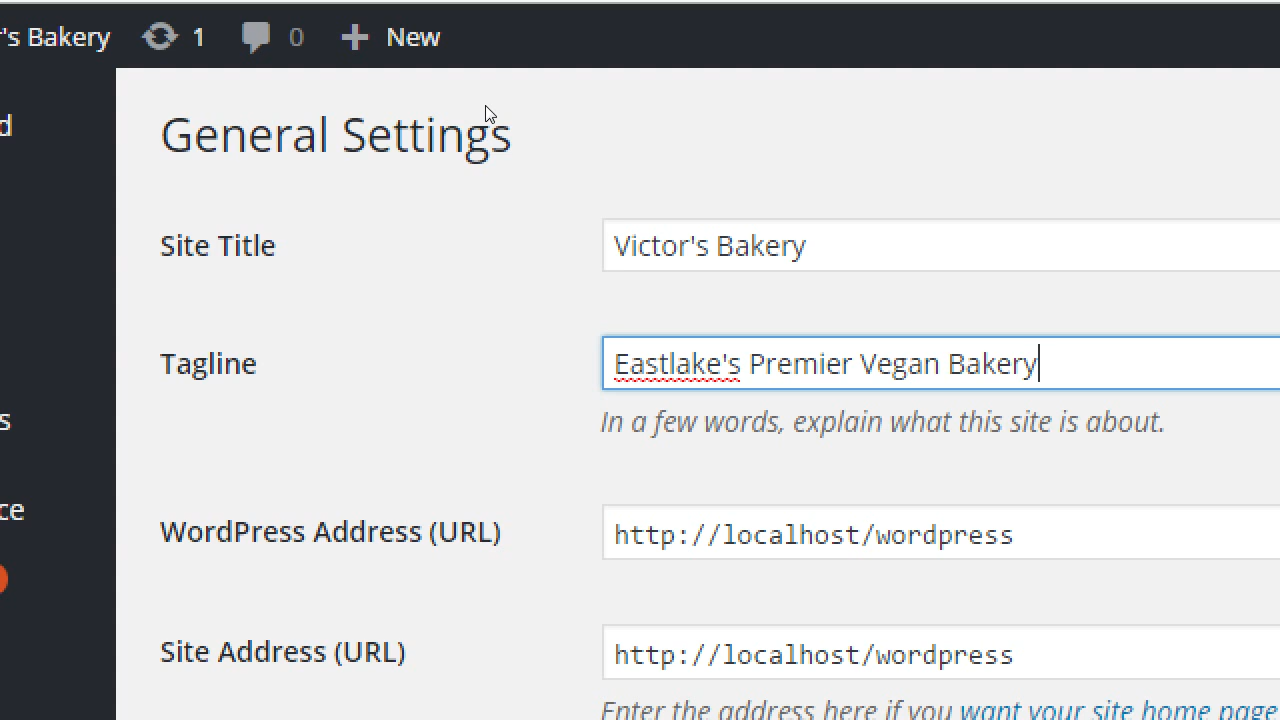 's Bakery 1 0 New
General Settings
Site Title Victor's Bakery
Tagline Eastlake's Premier Vegan Bakery
In a few words, explain what this site is about.
WordPress Address (URL) http://localhost/wordpress
Site Address (URL) http://localhost/wordpress
Enter the address here if you want your site home page